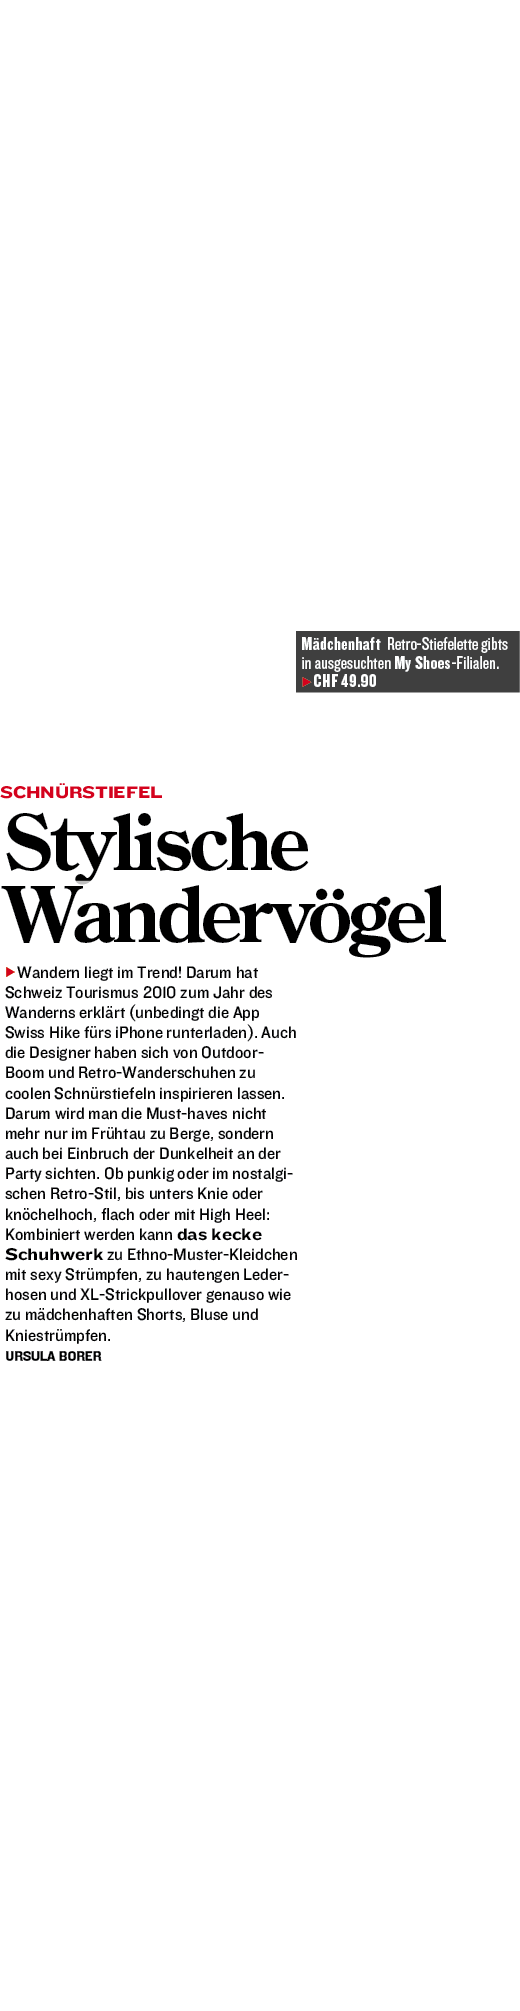 Mädchenhaft Retro-Stiefelette gibts
in ausgesuchten My Shoes-Filialen.
▶CHF 49.90
SCHNÜRSTIEFEL
Stylische
Wandervögel
▶Wandern liegt im Trend! Darum hat
Schweiz Tourismus 2010 zum Jahr des
Wanderns erklärt (unbedingt die App
Swiss Hike fürs iPhone runterladen). Auch
die Designer haben sich von Outdoor-
Boom und Retro-Wanderschuhen zu
coolen Schnürstiefeln inspirieren lassen.
Darum wird man die Must-haves nicht
mehr nur im Frühtau zu Berge, sondern
auch bei Einbruch der Dunkelheit an der
Party sichten. Ob punkig oder im nostalgi-
schen Retro-Stil, bis unters Knie oder
knöchelhoch, flach oder mit High Heel:
Kombiniert werden kann das kecke
Schuhwerk zu Ethno-Muster-Kleidchen
mit sexy Strümpfen, zu hautengen Leder-
hosen und XL-Strickpullover genauso wie
zu mädchenhaften Shorts, Bluse und
Kniestrümpfen.
URSULA BORER